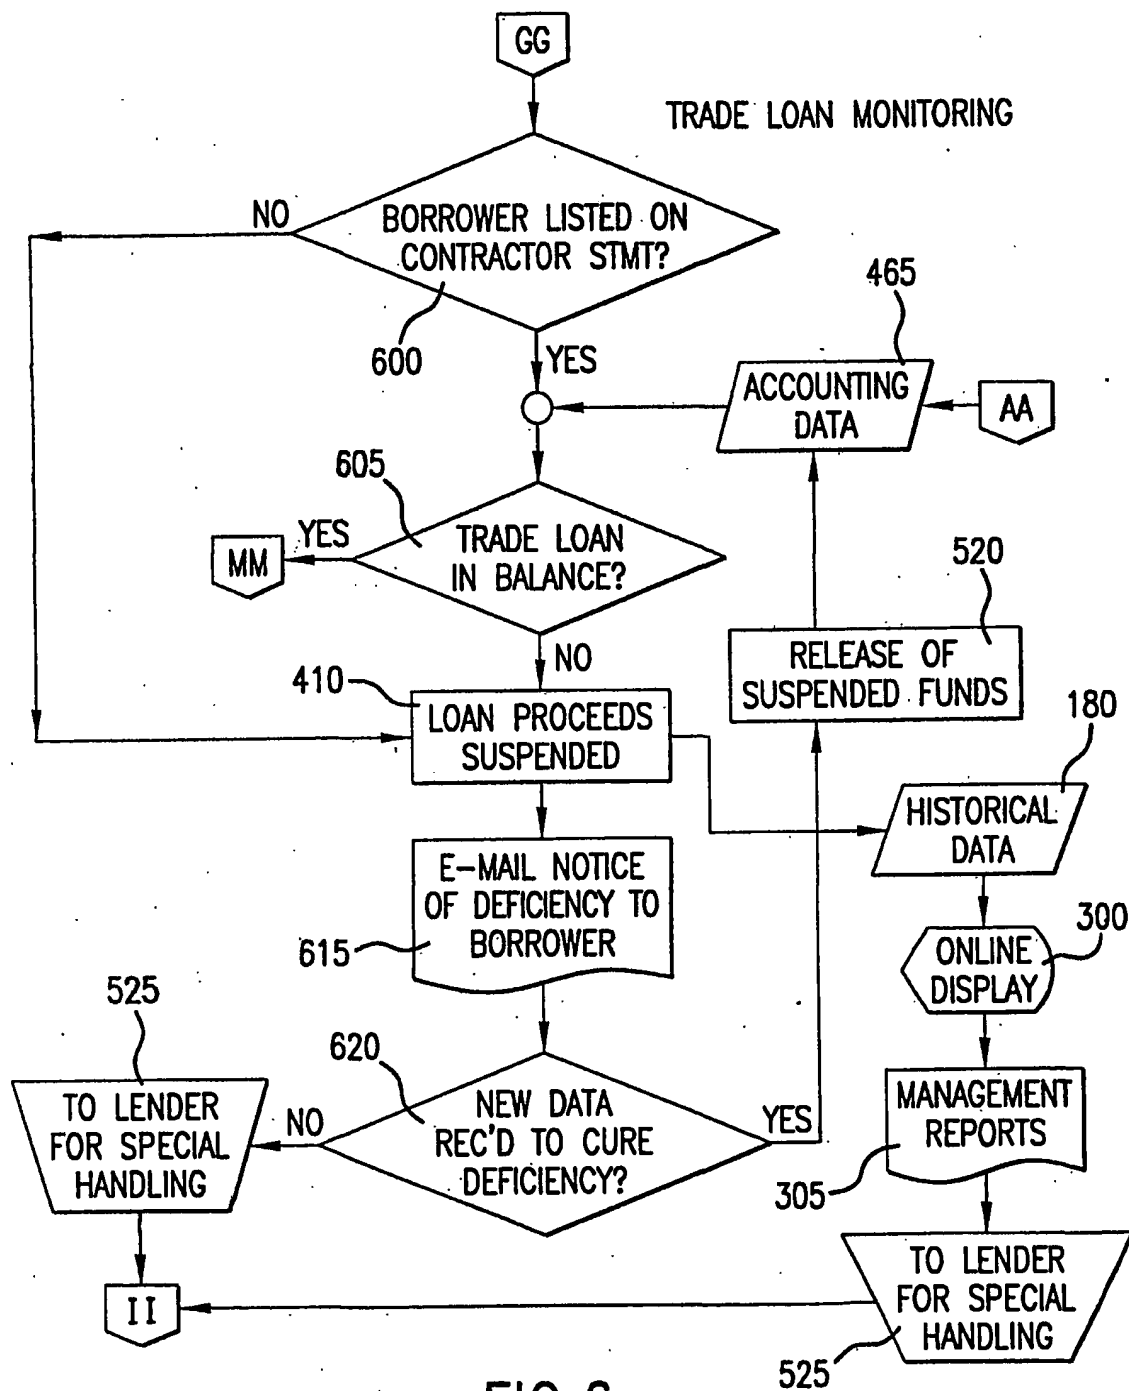 GG
TRADE LOAN MONITORING
NO
BORROWER LISTED ON
CONTRACTOR STMT?
600
YES
465
ACCOUNTING
DATA
AA
605
YES
MM
TRADE LOAN
IN BALANCE?
520
NO
RELEASE OF
SUSPENDED FUNDS
410
LOAN PROCEEDS
SUSPENDED
180
HISTORICAL
DATA
E-MAIL NOTICE
OF DEFICIENCY TO
BORROWER
615
300
ONLINE
DISPLAY
525
620
TO LENDER
FOR SPECIAL
HANDLING
NO
NEW DATA
REC'D TO CURE
DEFICIENCY?
YES
MANAGEMENT
REPORTS
305
II
TO LENDER
FOR SPECIAL
HANDLING
525